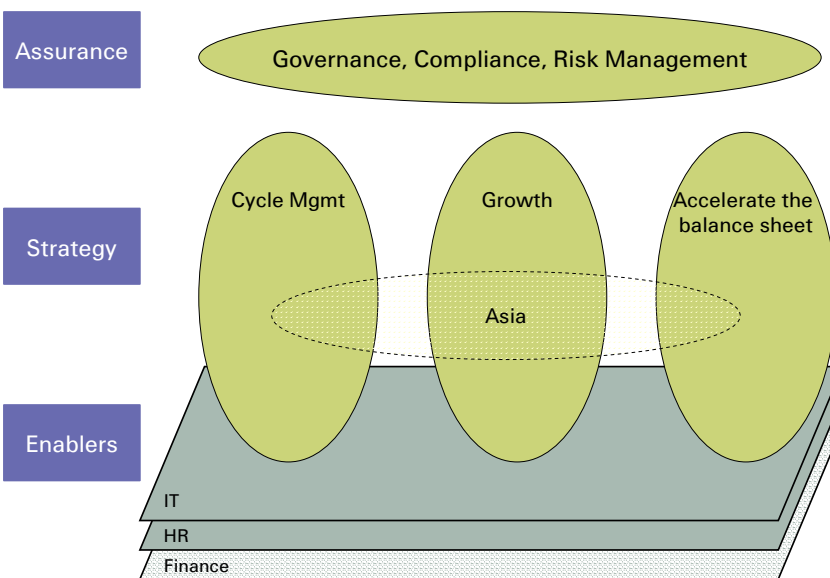 Assurance
Governance, Compliance, Risk Management
Cycle Mgmt
Growth
Accelerate the
balance sheet
Strategy
Asia
Enablers
IT
HR
Finance